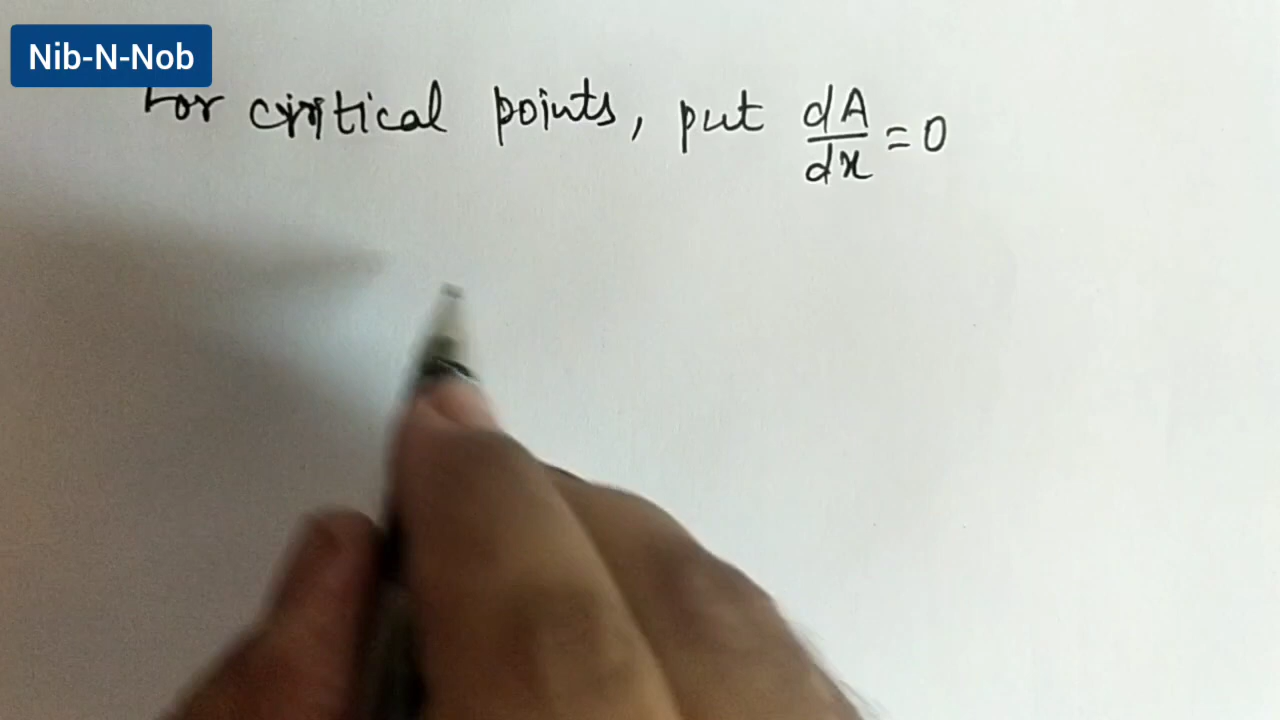 Nib-N-Nob
For critical points, put dA/dx = 0